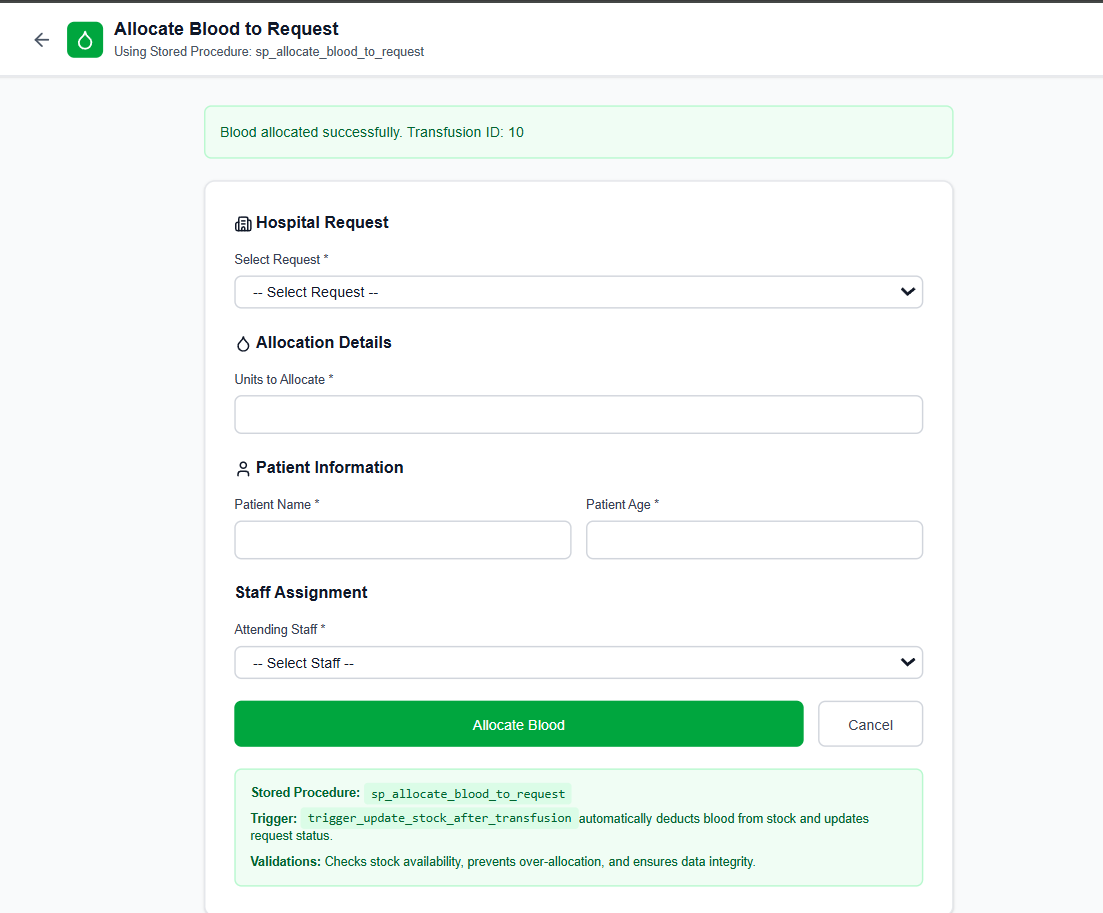 Allocate Blood to Request
Using Stored Procedure: sp_allocate_blood_to_request
Blood allocated successfully. Transfusion ID: 10
Hospital Request
Select Request *
-- Select Request --
Allocation Details
Units to Allocate *
Patient Information
Patient Name * Patient Age *
Staff Assignment
Attending Staff *
-- Select Staff --
Allocate Blood Cancel
Stored Procedure: sp_allocate_blood_to_request
Trigger: trigger_update_stock_after_transfusion automatically deducts blood from stock and updates
request status.
Validations: Checks stock availability, prevents over-allocation, and ensures data integrity.